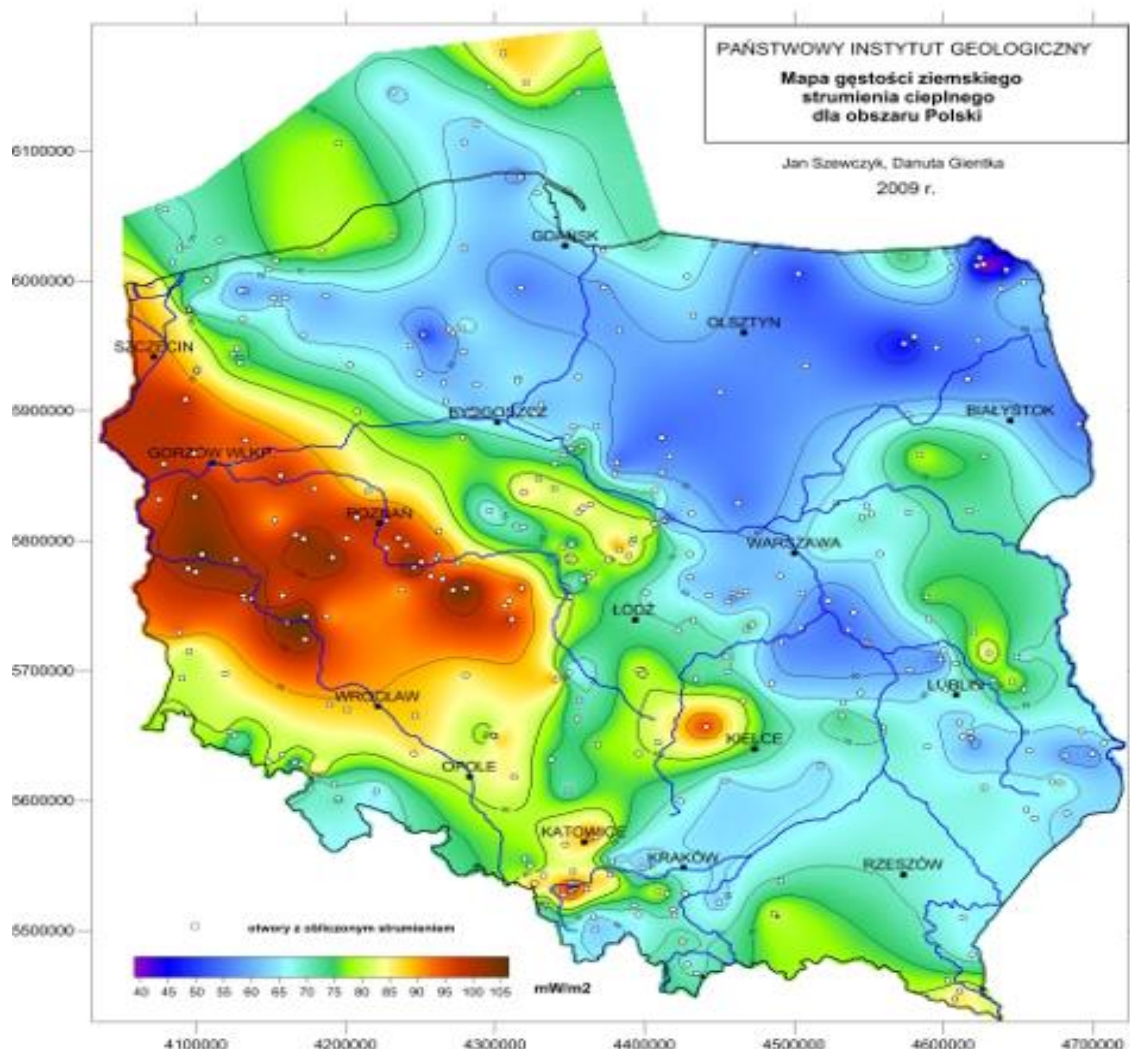 PAŃSTWOWY INSTYTUT GEOLOGICZNY
Mapa gęstości ziemskiego
strumienia cieplnego
dla obszaru Polski
Jan Szewczyk, Danuta Gientka
2009 r.
6100000
6000000
5900000
5800000
5700000
5600000
5500000
GDAŃSK
OLSZTYN
SZCZECIN
BYDGOSZCZ
BIAŁYSTOK
GORZÓW WLKP.
POZNAŃ
WARSZAWA
ŁÓDŹ
WROCŁAW
LUBLIN
KIELCE
OPOLE
KATOWICE
KRAKÓW
RZESZÓW
otwory z obliczonym strumieniem
40 45 50 55 60 65 70 75 80 85 90 95 100 105 mW/m2
4100000 4200000 4300000 4400000 4500000 4600000 4700000